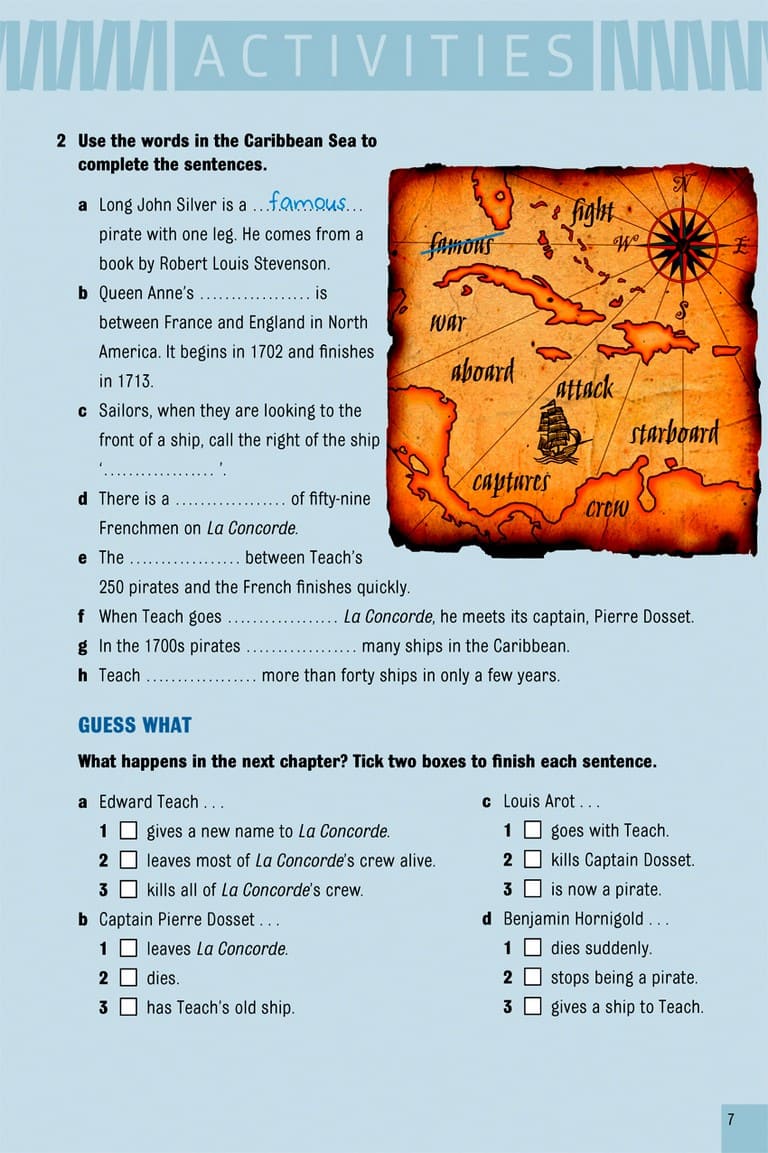 ACTIVITIES
2 Use the words in the Caribbean Sea to
complete the sentences.
a Long John Silver is a ...famous...
pirate with one leg. He comes from a
book by Robert Louis Stevenson.
b Queen Anne's .................. is
between France and England in North
America. It begins in 1702 and finishes
in 1713.
c Sailors, when they are looking to the
front of a ship, call the right of the ship
'..................'.
d There is a .................. of fifty-nine
Frenchmen on La Concorde.
e The .................. between Teach's
250 pirates and the French finishes quickly.
f When Teach goes .................. La Concorde, he meets its captain, Pierre Dosset.
g In the 1700s pirates .................. many ships in the Caribbean.
h Teach .................. more than forty ships in only a few years.
N
fight
famous
W
E
S
war
aboard
attack
starboard
captures
crew
GUESS WHAT
What happens in the next chapter? Tick two boxes to finish each sentence.
a Edward Teach . . .
1 gives a new name to La Concorde.
2 leaves most of La Concorde's crew alive.
3 kills all of La Concorde's crew.
b Captain Pierre Dosset . . .
1 leaves La Concorde.
2 dies.
3 has Teach's old ship.
c Louis Arot . . .
1 goes with Teach.
2 kills Captain Dosset.
3 is now a pirate.
d Benjamin Hornigold . . .
1 dies suddenly.
2 stops being a pirate.
3 gives a ship to Teach.
7